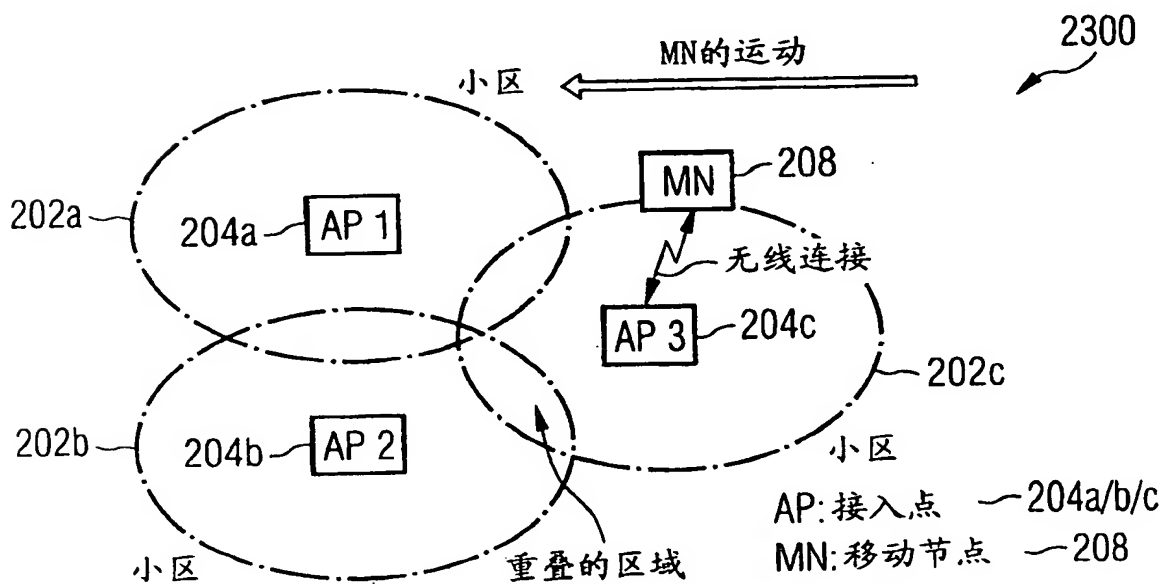 2300
MN的运动
小区
MN
208
202a
204a
AP 1
无线连接
AP 3
204c
202c
202b
204b
AP 2
小区
AP:接入点
204a/b/c
重叠的区域
MN:移动节点
208
小区